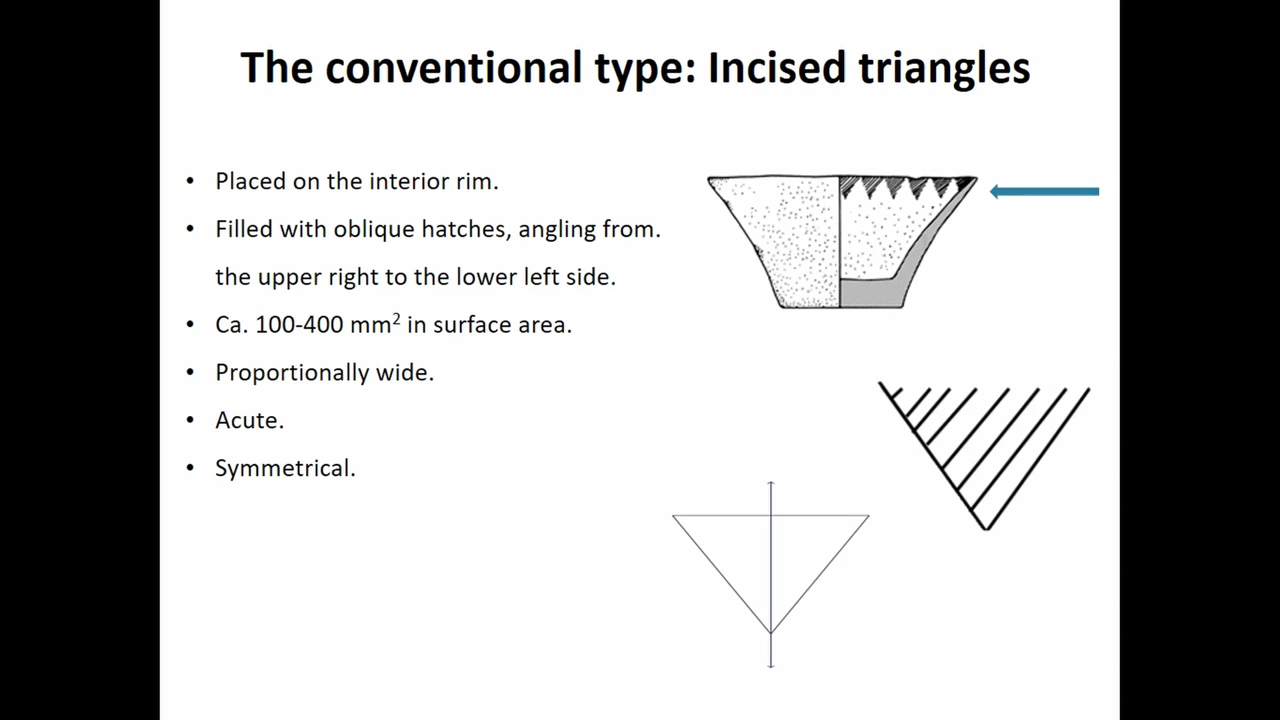 The conventional type: Incised triangles
• Placed on the interior rim.
• Filled with oblique hatches, angling from.
the upper right to the lower left side.
• Ca. 100-400 mm² in surface area.
• Proportionally wide.
• Acute.
• Symmetrical.